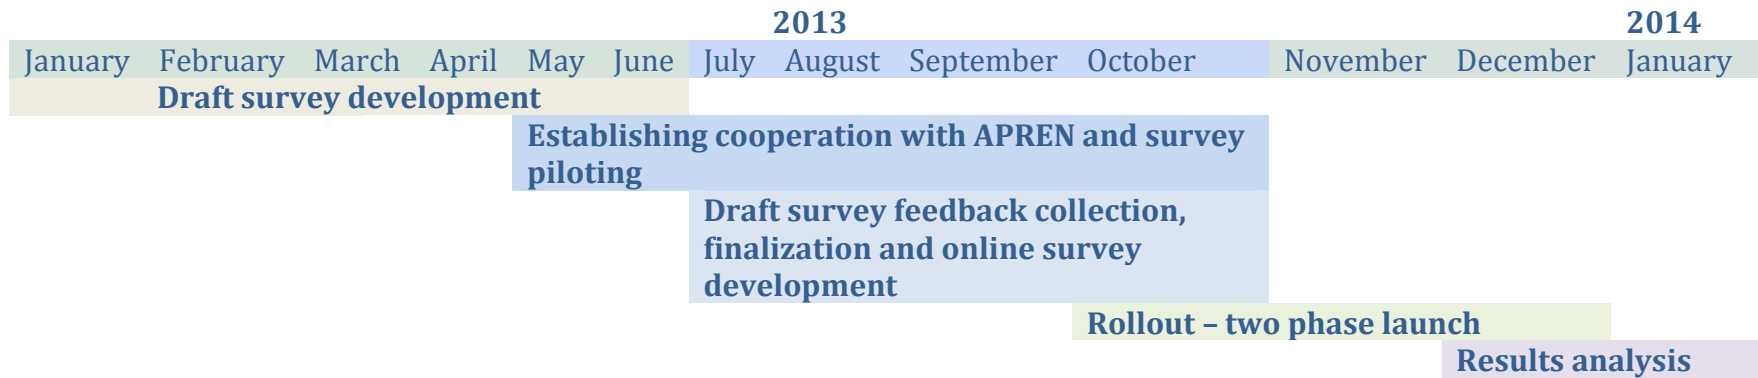 2013 2014
January February March April May June July August September October November December January
Draft survey development
Establishing cooperation with APREN and survey
piloting
Draft survey feedback collection,
finalization and online survey
development
Rollout – two phase launch
Results analysis